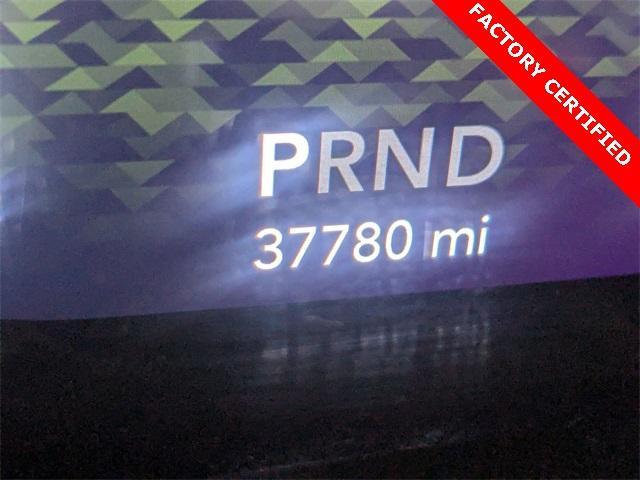 FACTORY CERTIFIED
PRND
37780 mi